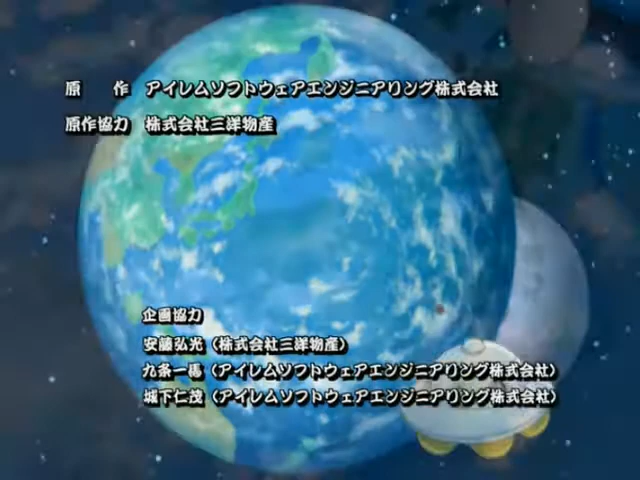 原　作　アイレムソフトウェアエンジニアリング株式会社
原作協力　株式会社三洋物産
企画協力
安藤弘光（株式会社三洋物産）
九条一馬（アイレムソフトウェアエンジニアリング株式会社）
城下仁茂（アイレムソフトウェアエンジニアリング株式会社）